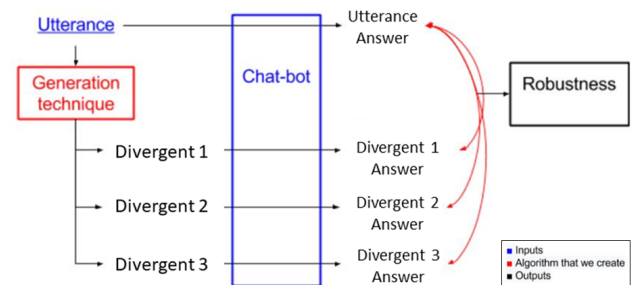 Utterance
Utterance
Answer
Generation
technique
Chat-bot
Robustness
Divergent 1
Divergent 1
Answer
Divergent 2
Divergent 2
Answer
Divergent 3
Divergent 3
Answer
Inputs
Algorithm that we create
Outputs